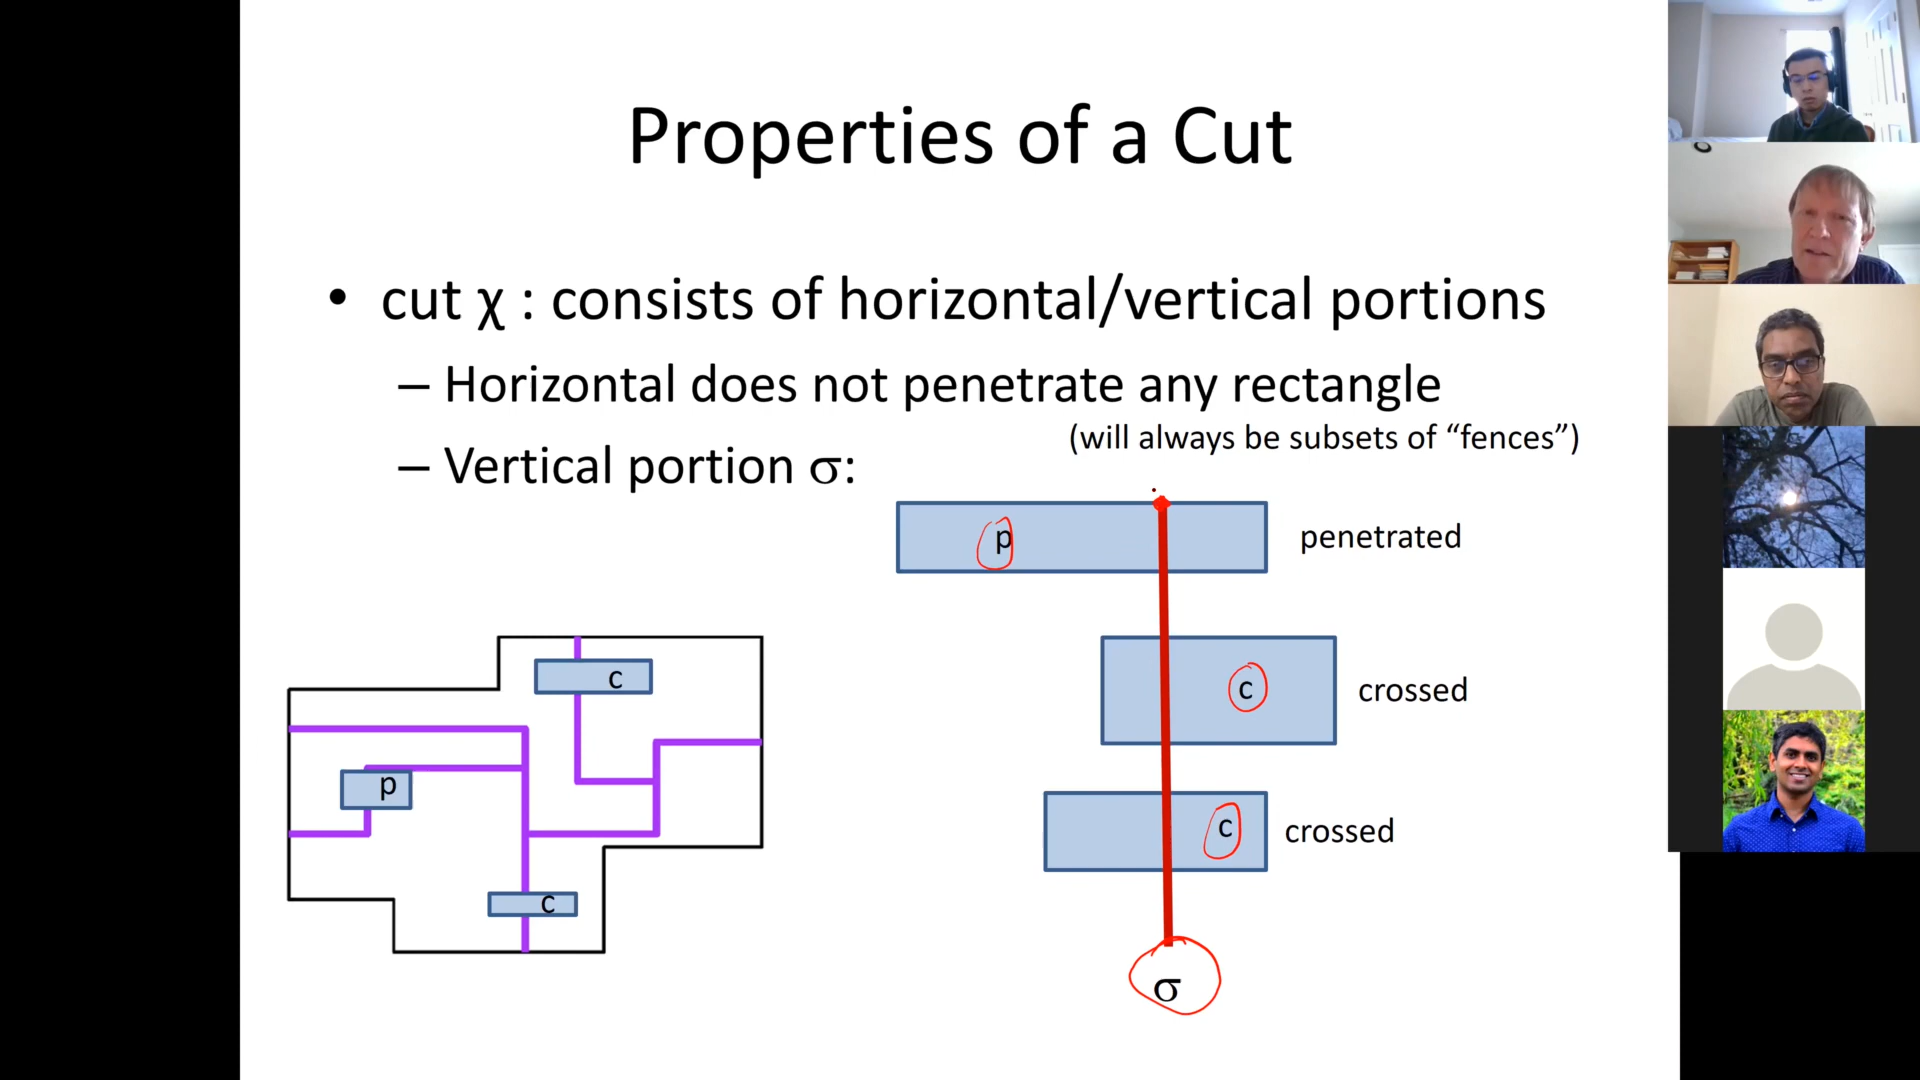 Properties of a Cut
• cut χ : consists of horizontal/vertical portions
– Horizontal does not penetrate any rectangle
(will always be subsets of “fences”)
– Vertical portion σ:
p
penetrated
c
crossed
c
crossed
σ
c
p
c